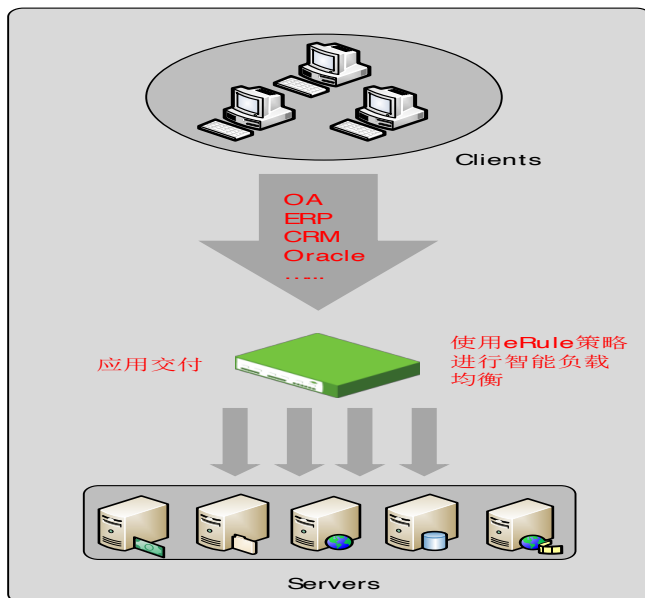 Clients
OA
ERP
CRM
Oracle
应用交付
使用eRule策略
进行智能负载
均衡
Servers